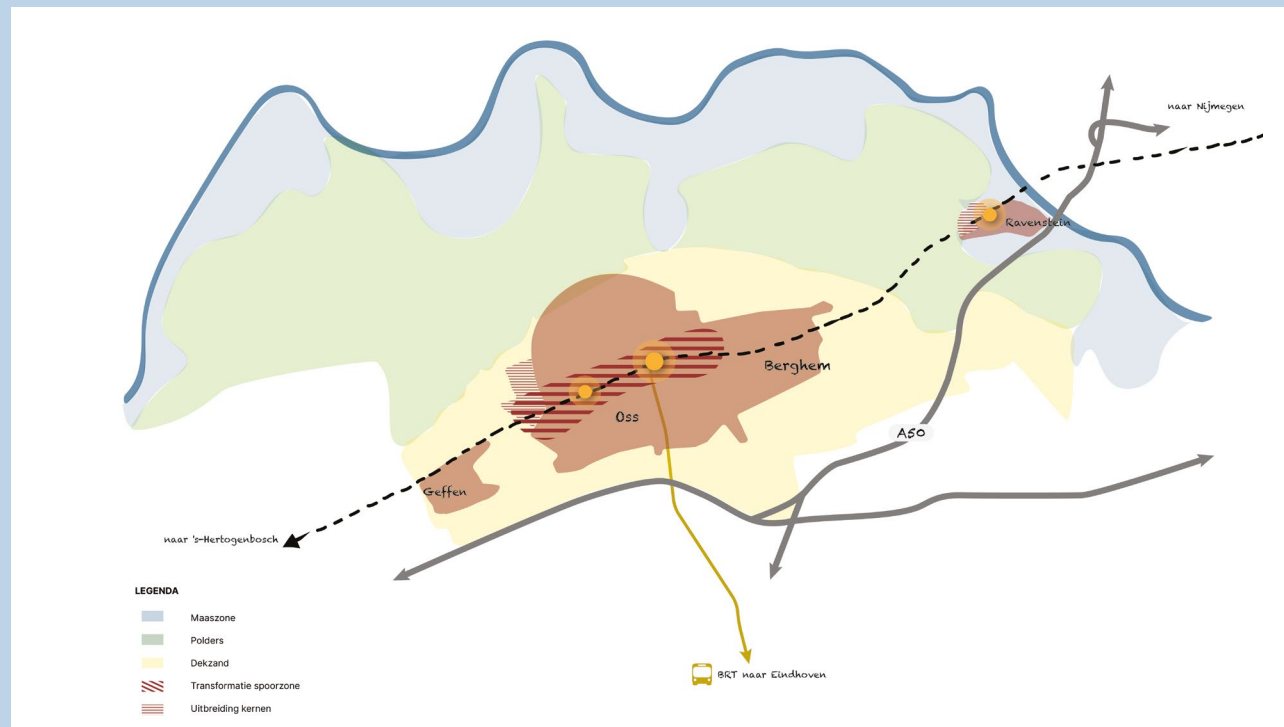 naar Nijmegen
Ravenstein
Berghem
Oss
A50
Geffen
naar 's-Hertogenbosch
LEGENDA
Maaszone
Polders
Dekzand
Transformatie spoorzone
Uitbreiding kernen
BRT naar Eindhoven